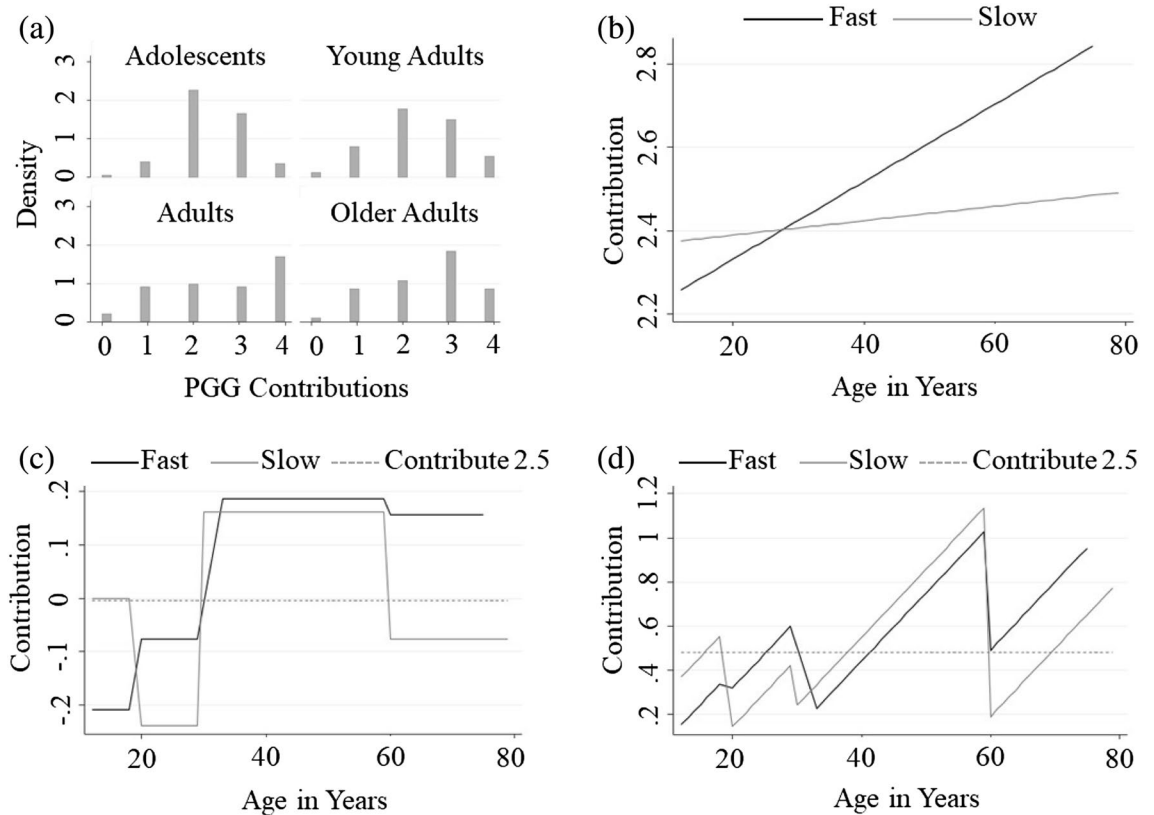 (a)
Adolescents Young Adults
3
2
1
0
Density
Adults Older Adults
3
2
1
0
0 1 2 3 4 0 1 2 3 4
PGG Contributions
(b)
Fast Slow
2.8
2.6
2.4
2.2
Contribution
20 40 60 80
Age in Years
(c)
Fast Slow Contribute 2.5
.2
.1
0
-.1
-.2
Contribution
20 40 60 80
Age in Years
(d)
Fast Slow Contribute 2.5
1.2
1
.8
.6
.4
.2
Contribution
20 40 60 80
Age in Years